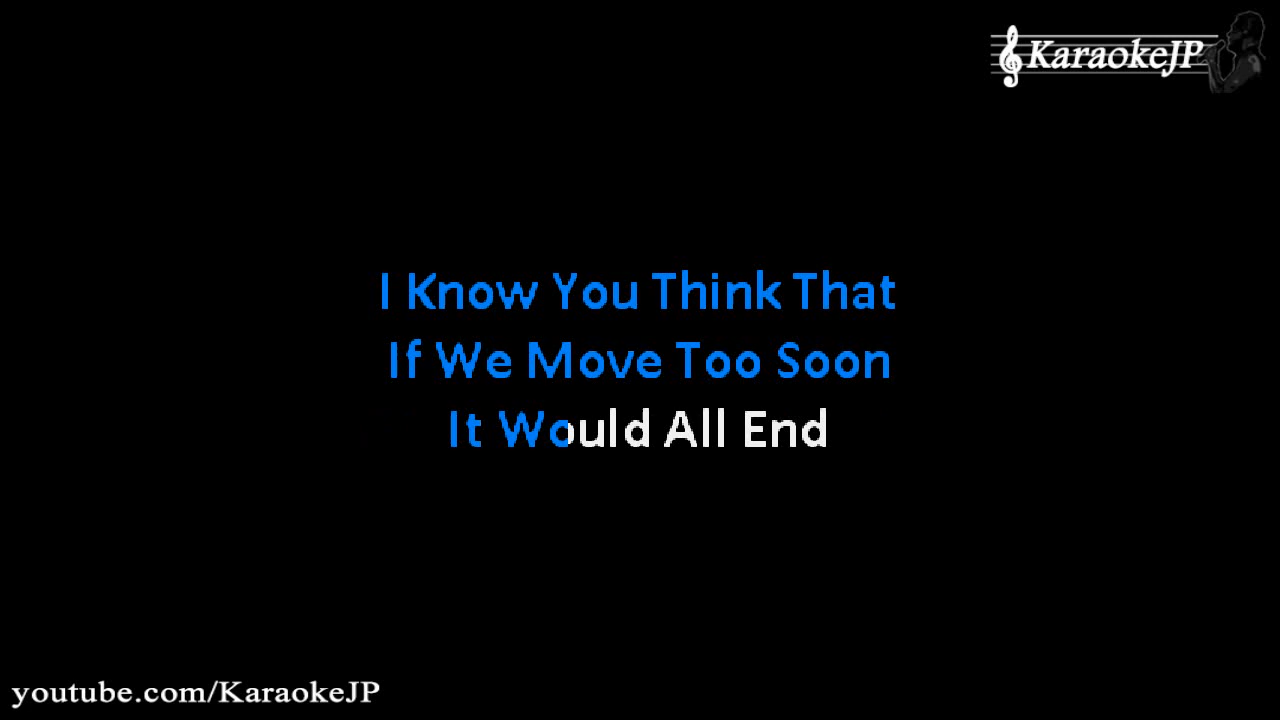 KaraokeJP
I Know You Think That
If We Move Too Soon
It Would All End
youtube.com/KaraokeJP